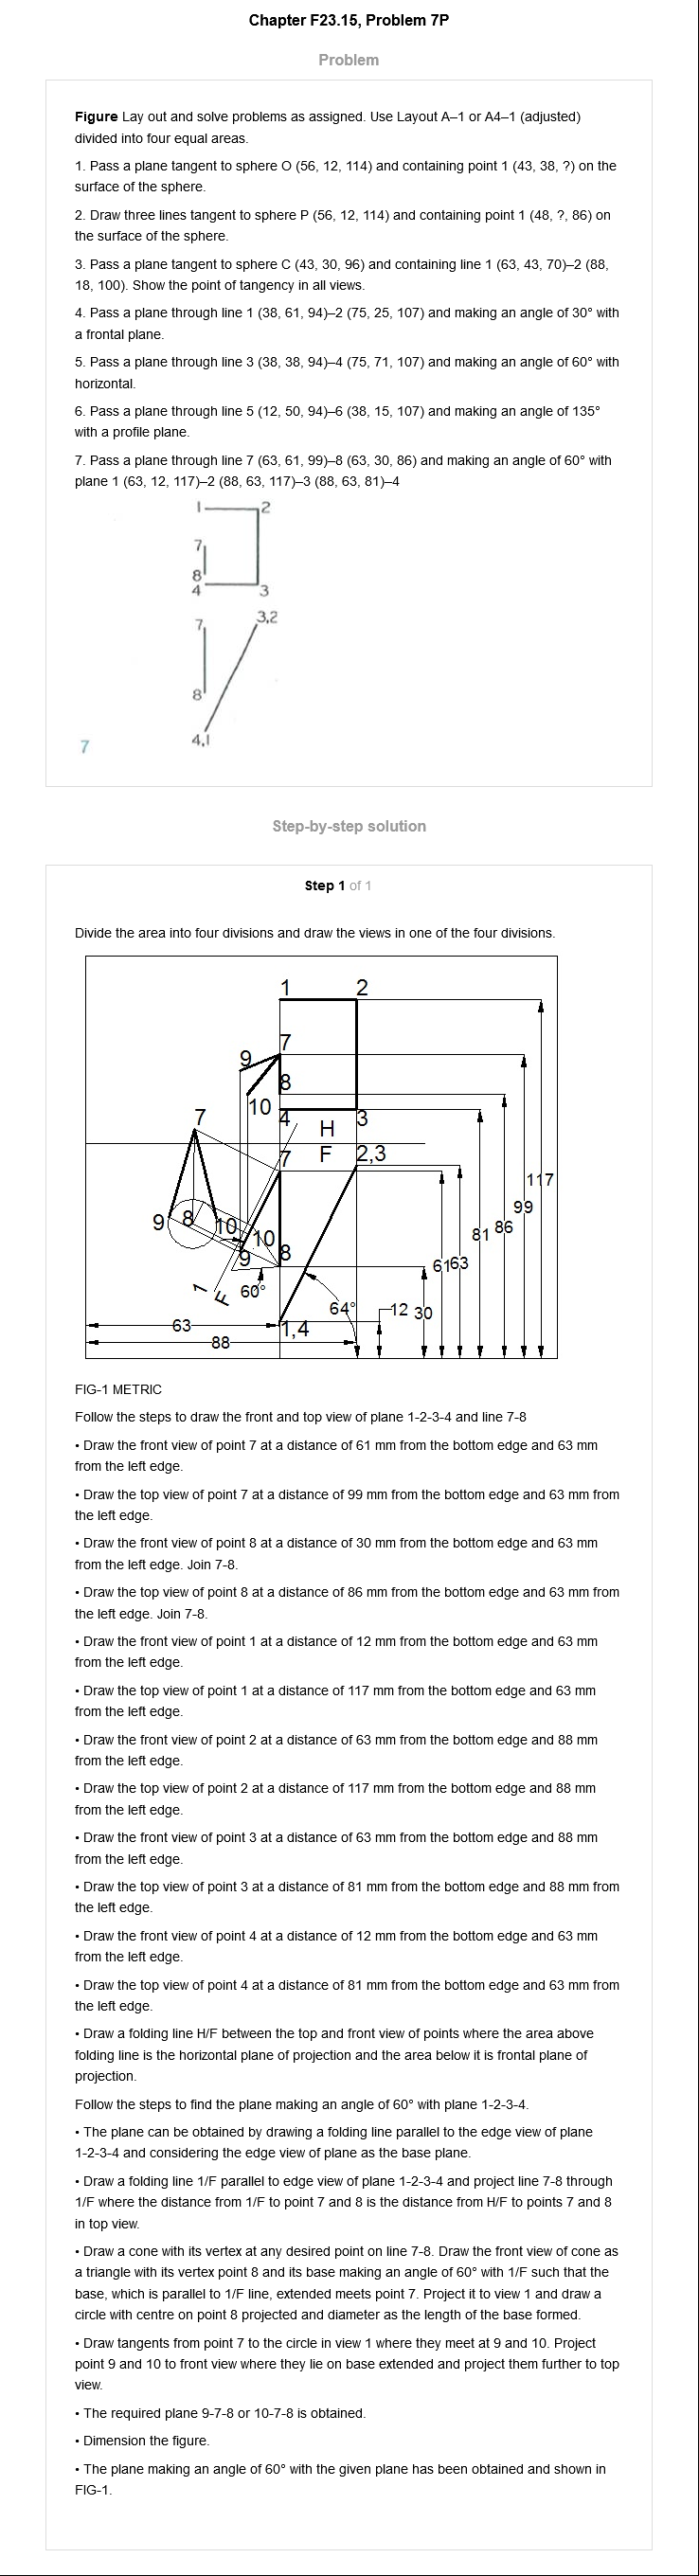 Chapter F23.15, Problem 7P
Problem
Figure Lay out and solve problems as assigned. Use Layout A–1 or A4–1 (adjusted)
divided into four equal areas.
1. Pass a plane tangent to sphere O (56, 12, 114) and containing point 1 (43, 38, ?) on the
surface of the sphere.
2. Draw three lines tangent to sphere P (56, 12, 114) and containing point 1 (48, ?, 86) on
the surface of the sphere.
3. Pass a plane tangent to sphere C (43, 30, 96) and containing line 1 (63, 43, 70)–2 (88,
18, 100). Show the point of tangency in all views.
4. Pass a plane through line 1 (38, 61, 94)–2 (75, 25, 107) and making an angle of 30° with
a frontal plane.
5. Pass a plane through line 3 (38, 38, 94)–4 (75, 71, 107) and making an angle of 60° with
horizontal.
6. Pass a plane through line 5 (12, 50, 94)–6 (38, 15, 107) and making an angle of 135°
with a profile plane.
7. Pass a plane through line 7 (63, 61, 99)–8 (63, 30, 86) and making an angle of 60° with
plane 1 (63, 12, 117)–2 (88, 63, 117)–3 (88, 63, 81)–4
1 2
7
8
4 3
7 3,2
8
4,1
7
Step-by-step solution
Step 1 of 1
Divide the area into four divisions and draw the views in one of the four divisions.
1 2
7
9
8
10
4 3
H
7
F 2,3
7
117
99
9 8 10
10
86
81
9 8
61 63
60°
1 F
64° 12 30
63 1,4
88
FIG-1 METRIC
Follow the steps to draw the front and top view of plane 1-2-3-4 and line 7-8
• Draw the front view of point 7 at a distance of 61 mm from the bottom edge and 63 mm
from the left edge.
• Draw the top view of point 7 at a distance of 99 mm from the bottom edge and 63 mm from
the left edge.
• Draw the front view of point 8 at a distance of 30 mm from the bottom edge and 63 mm
from the left edge. Join 7-8.
• Draw the top view of point 8 at a distance of 86 mm from the bottom edge and 63 mm from
the left edge. Join 7-8.
• Draw the front view of point 1 at a distance of 12 mm from the bottom edge and 63 mm
from the left edge.
• Draw the top view of point 1 at a distance of 117 mm from the bottom edge and 63 mm
from the left edge.
• Draw the front view of point 2 at a distance of 63 mm from the bottom edge and 88 mm
from the left edge.
• Draw the top view of point 2 at a distance of 117 mm from the bottom edge and 88 mm
from the left edge.
• Draw the front view of point 3 at a distance of 63 mm from the bottom edge and 88 mm
from the left edge.
• Draw the top view of point 3 at a distance of 81 mm from the bottom edge and 88 mm from
the left edge.
• Draw the front view of point 4 at a distance of 12 mm from the bottom edge and 63 mm
from the left edge.
• Draw the top view of point 4 at a distance of 81 mm from the bottom edge and 63 mm from
the left edge.
• Draw a folding line H/F between the top and front view of points where the area above
folding line is the horizontal plane of projection and the area below it is frontal plane of
projection.
Follow the steps to find the plane making an angle of 60° with plane 1-2-3-4.
• The plane can be obtained by drawing a folding line parallel to the edge view of plane
1-2-3-4 and considering the edge view of plane as the base plane.
• Draw a folding line 1/F parallel to edge view of plane 1-2-3-4 and project line 7-8 through
1/F where the distance from 1/F to point 7 and 8 is the distance from H/F to points 7 and 8
in top view.
• Draw a cone with its vertex at any desired point on line 7-8. Draw the front view of cone as
a triangle with its vertex point 8 and its base making an angle of 60° with 1/F such that the
base, which is parallel to 1/F line, extended meets point 7. Project it to view 1 and draw a
circle with centre on point 8 projected and diameter as the length of the base formed.
• Draw tangents from point 7 to the circle in view 1 where they meet at 9 and 10. Project
point 9 and 10 to front view where they lie on base extended and project them further to top
view.
• The required plane 9-7-8 or 10-7-8 is obtained.
• Dimension the figure.
• The plane making an angle of 60° with the given plane has been obtained and shown in
FIG-1.